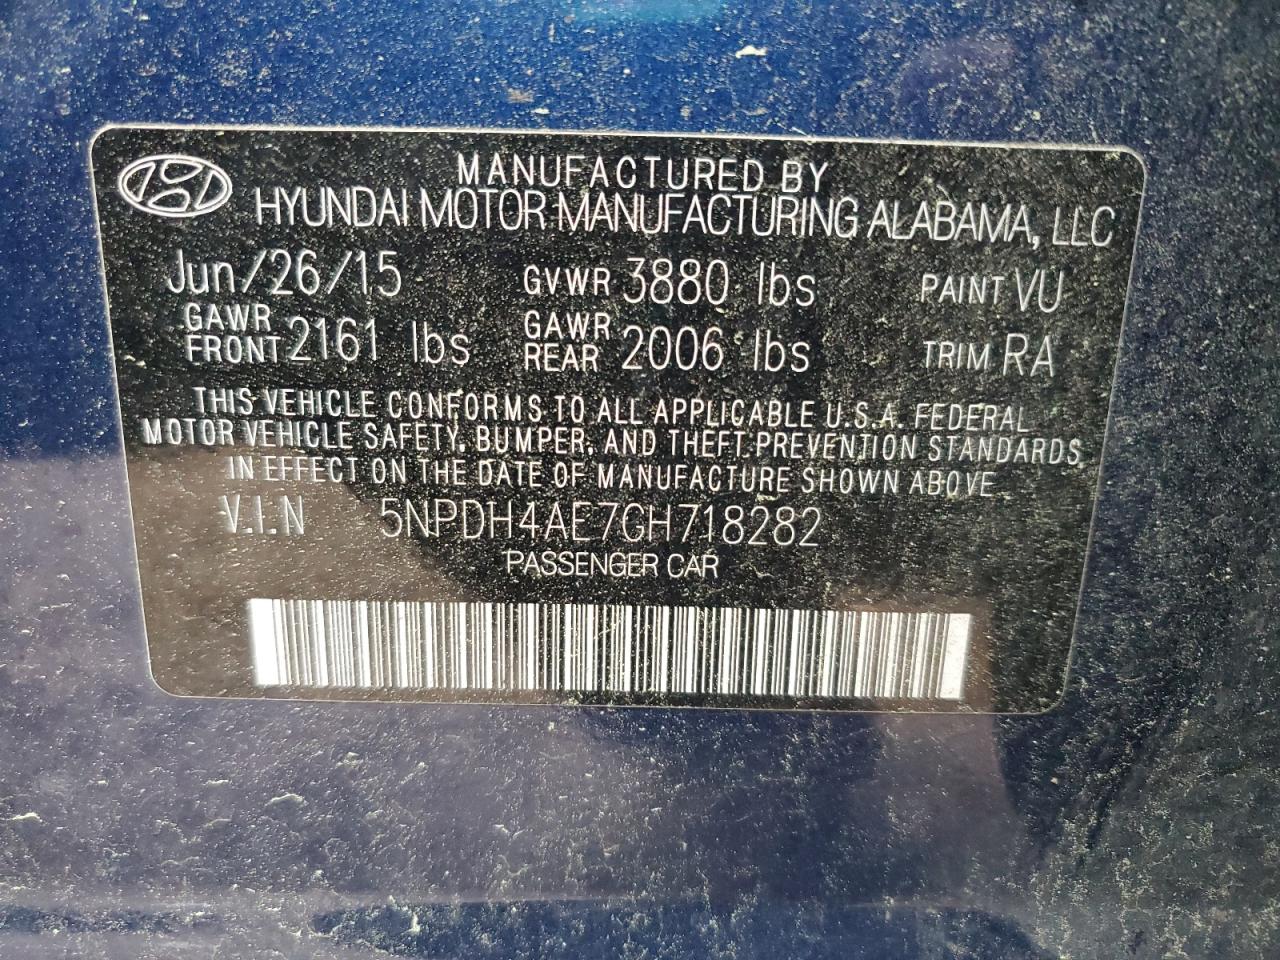 MANUFACTURED BY
HYUNDAI MOTOR MANUFACTURING ALABAMA, LLC
Jun/26/15 GVWR 3880 lbs PAINT VU
GAWR FRONT 2161 lbs GAWR REAR 2006 lbs TRIM RA
THIS VEHICLE CONFORMS TO ALL APPLICABLE U.S.A. FEDERAL
MOTOR VEHICLE SAFETY, BUMPER, AND THEFT PREVENTION STANDARDS
IN EFFECT ON THE DATE OF MANUFACTURE SHOWN ABOVE
V.I.N 5NPDH4AE7GH718282
PASSENGER CAR